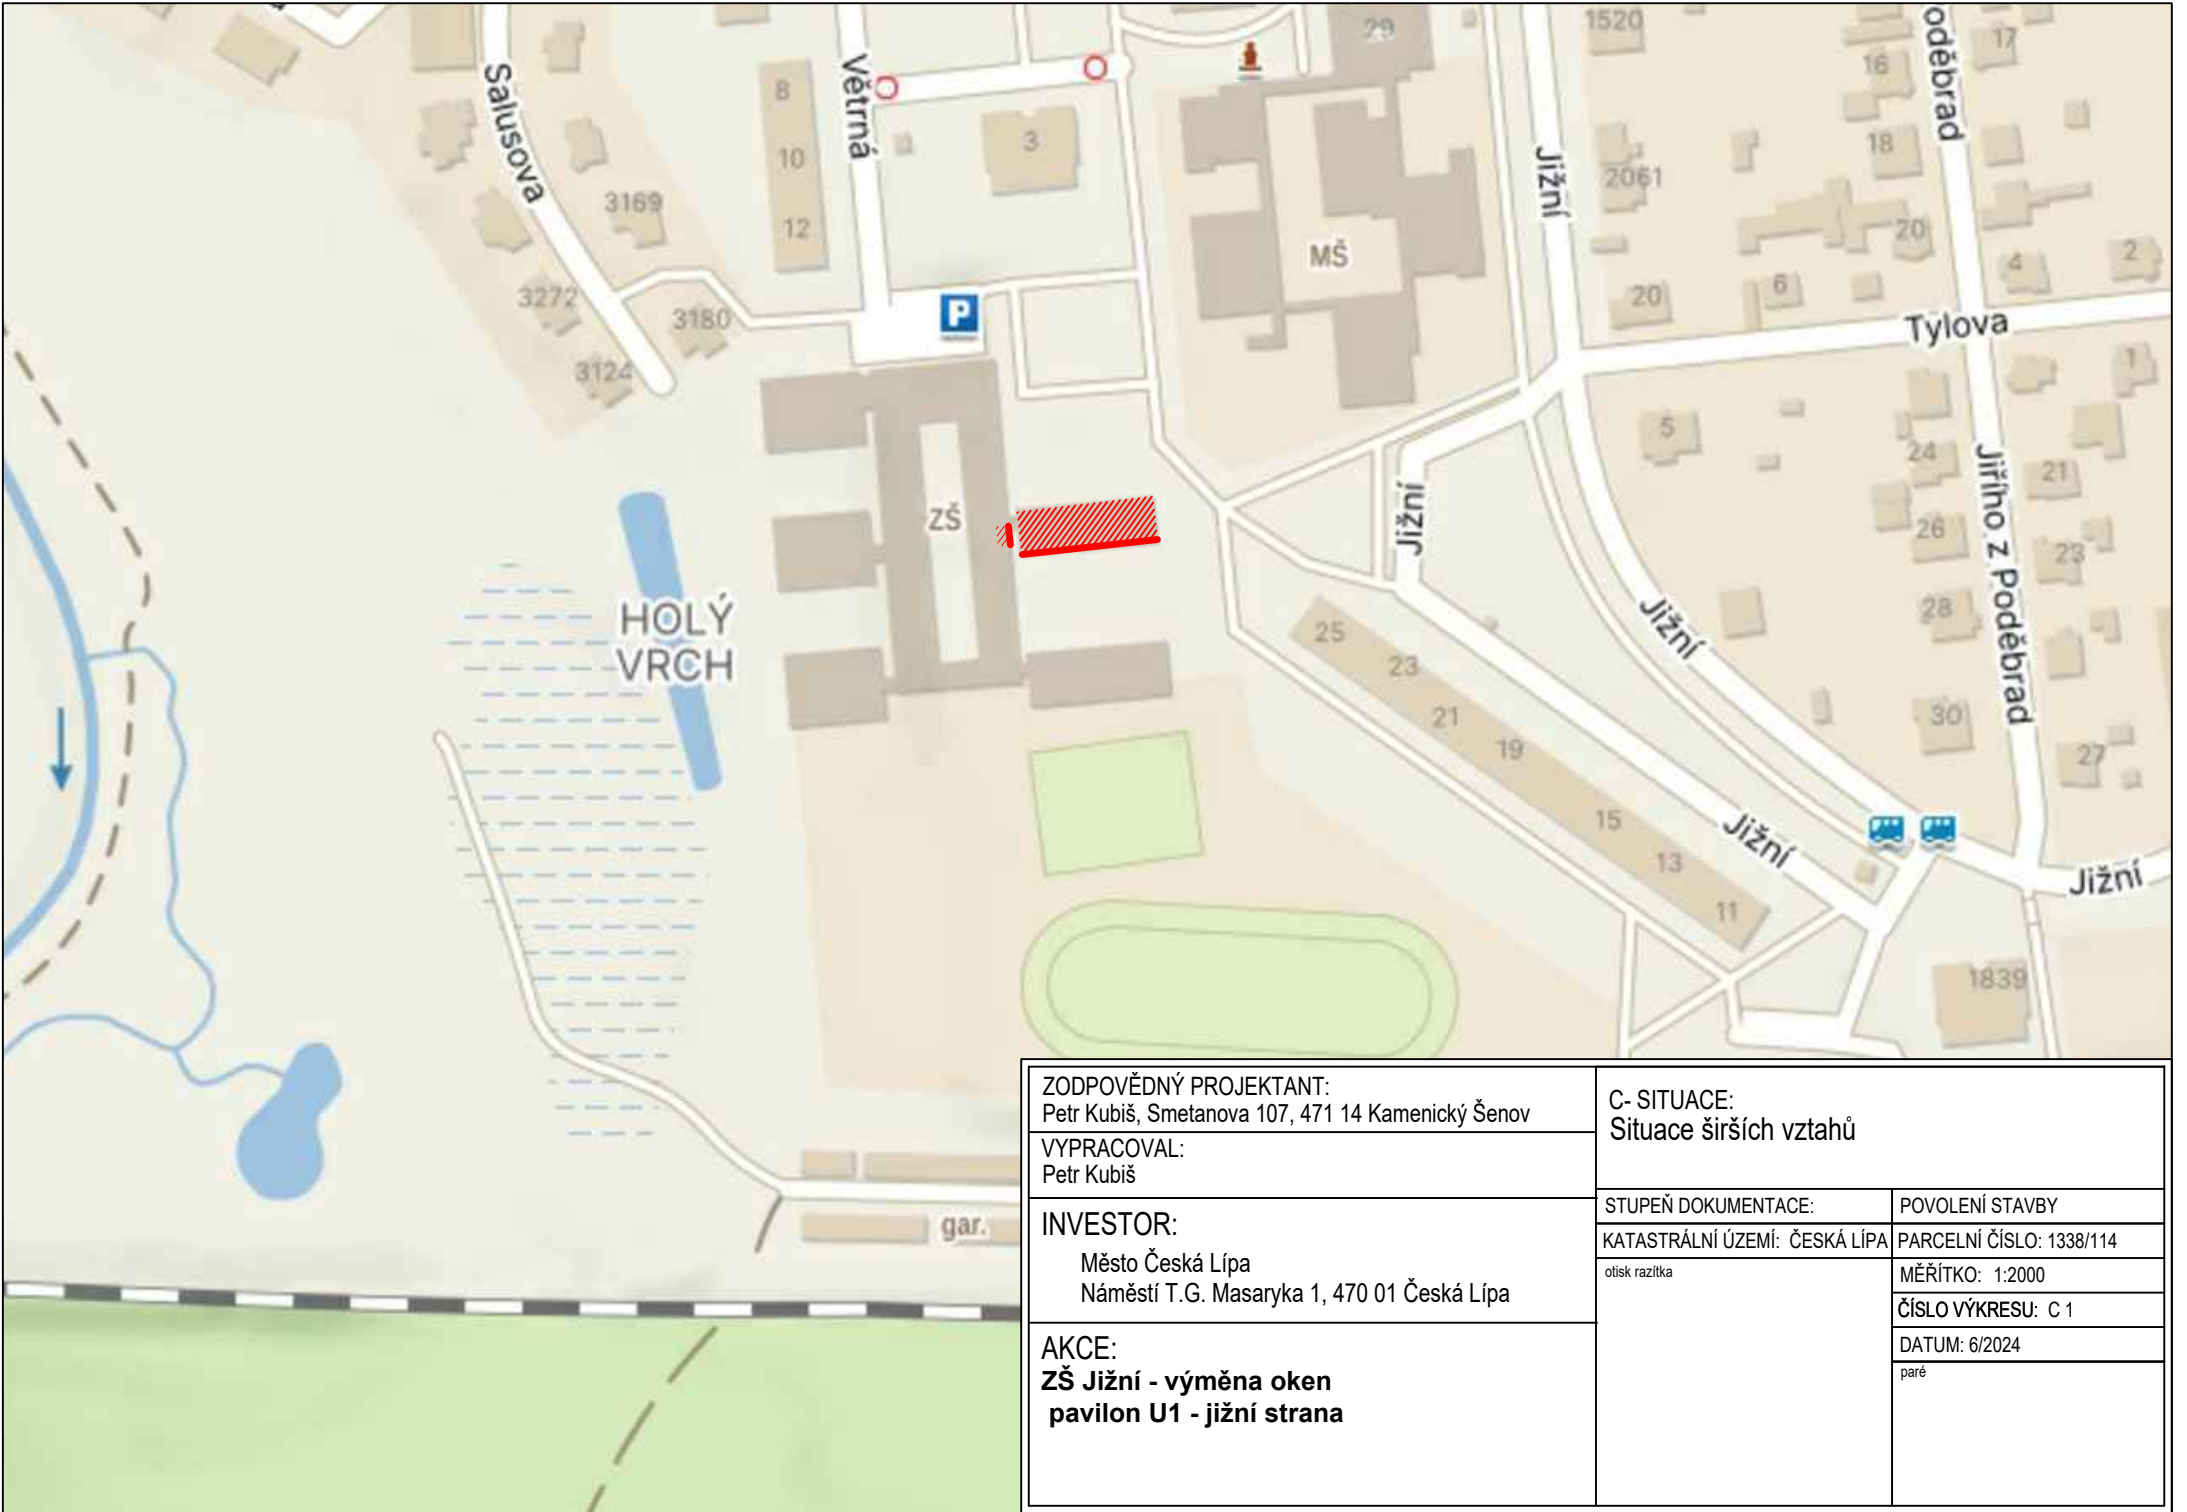 29
1520
17
oděbrad
16
Salusova
Větrná
8
3
18
10
Jižní
2061
3169
12
MŠ
20
4
2
3272
20
6
3180
P
Tylova
3124
1
5
24
Jiřího z Poděbrad
21
ZŠ
Jižní
26
23
HOLÝ
VRCH
28
25
Jižní
23
21
30
19
27
15
Jižní
13
Jižní
11
1839
gar.
ZODPOVĚDNÝ PROJEKTANT:
Petr Kubiš, Smetanova 107, 471 14 Kamenický Šenov
VYPRACOVAL:
Petr Kubiš
INVESTOR:
Město Česká Lípa
Náměstí T.G. Masaryka 1, 470 01 Česká Lípa
AKCE:
ZŠ Jižní - výměna oken
pavilon U1 - jižní strana
C- SITUACE:
Situace širších vztahů
STUPEŇ DOKUMENTACE: POVOLENÍ STAVBY
KATASTRÁLNÍ ÚZEMÍ: ČESKÁ LÍPA PARCELNÍ ČÍSLO: 1338/114
otisk razítka
MĚŘÍTKO: 1:2000
ČÍSLO VÝKRESU: C 1
DATUM: 6/2024
paré